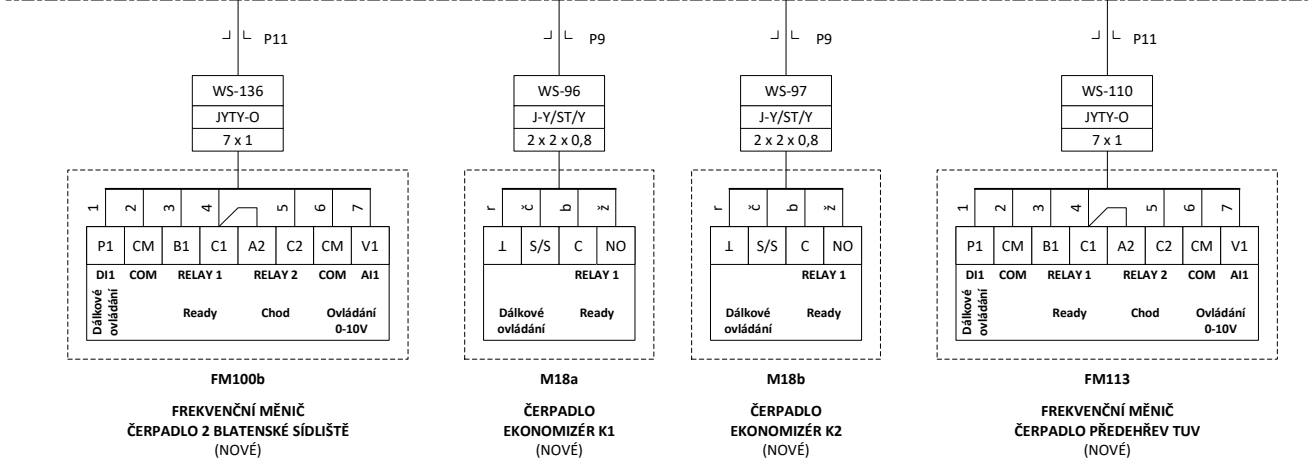 P11 P9 P9 P11
WS-136 WS-96 WS-97 WS-110
JYTY-O J-Y/ST/Y J-Y/ST/Y JYTY-O
7 x 1 2 x 2 x 0,8 2 x 2 x 0,8 7 x 1
1 2 3 4 5 6 7 r č b ž r č b ž 1 2 3 4 5 6 7
P1 CM B1 C1 A2 C2 CM V1 ⊥ S/S C NO ⊥ S/S C NO P1 CM B1 C1 A2 C2 CM V1
DI1 COM RELAY 1 RELAY 2 COM AI1 RELAY 1 RELAY 1 DI1 COM RELAY 1 RELAY 2 COM AI1
Dálkové ovládání Ready Chod Ovládání 0-10V Dálkové ovládání Ready Dálkové ovládání Ready Dálkové ovládání Ready Chod Ovládání 0-10V
FM100b M18a M18b FM113
FREKVENČNÍ MĚNIČ ČERPADLO ČERPADLO FREKVENČNÍ MĚNIČ
ČERPADLO 2 BLATENSKÉ SÍDLIŠTĚ EKONOMIZÉR K1 EKONOMIZÉR K2 ČERPADLO PŘEDEHŘEV TUV
(NOVÉ) (NOVÉ) (NOVÉ) (NOVÉ)